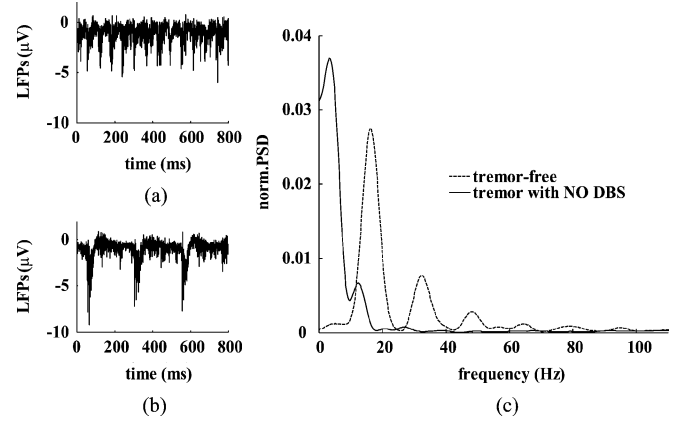 LFPs (μV)
0
-5
-10
0 200 400 600 800
time (ms)
(a)
LFPs (μV)
0
-5
-10
0 200 400 600 800
time (ms)
(b)
norm.PSD
0.04
0.03
0.02
0.01
0
0 20 40 60 80 100
frequency (Hz)
tremor-free
tremor with NO DBS
(c)